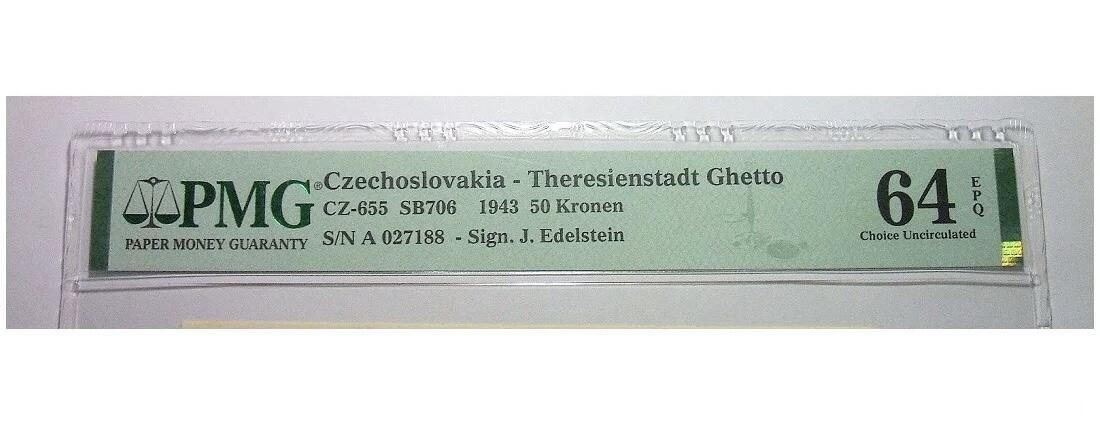 PMG®
PAPER MONEY GUARANTY
Czechoslovakia - Theresienstadt Ghetto
CZ-655 SB706 1943 50 Kronen
S/N A 027188 - Sign. J. Edelstein
64 EPQ
Choice Uncirculated